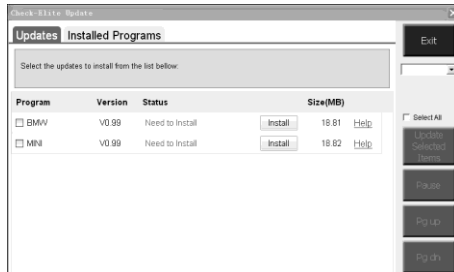 Check-Elite Update
Updates Installed Programs
Exit
Select the updates to install from the list bellow:
Program Version Status Size(MB)
Select All
BMW V0.99 Need to Install Install 18.81 Help
MINI V0.99 Need to Install Install 18.82 Help
Update
Selected
Items
Pause
Pg up
Pg dn